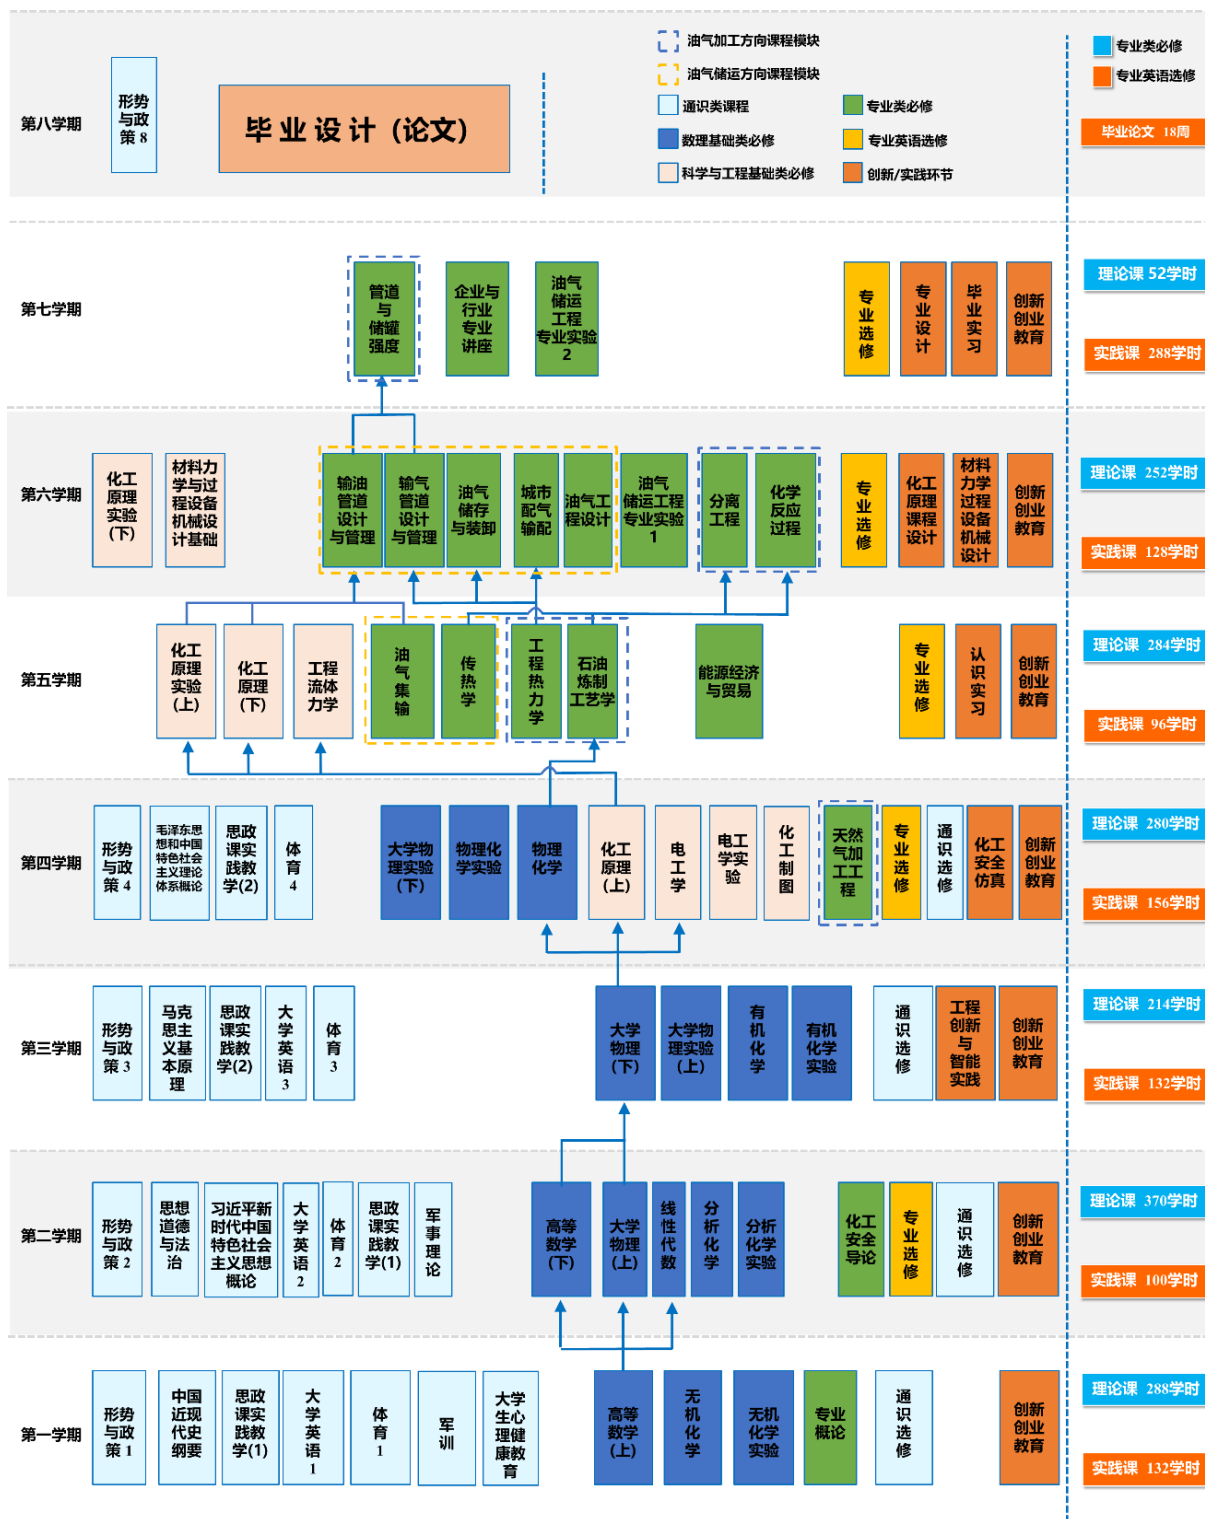 油气加工方向课程模块
油气储运方向课程模块
通识类课程
专业类必修
数理基础类必修
专业英语选修
科学与工程基础类必修
创新/实践环节
专业类必修
专业英语选修
第八学期
形势
与政
策 8
毕 业 设 计（论文）
毕业论文 18周
第七学期
管道
与
储罐
强度
企业与
行业
专业
讲座
油气
储运
工程
专业实验
2
专
业
选
修
专
业
设
计
毕
业
实
习
创新
创业
教育
理论课 52学时
实践课 288学时
第六学期
化工
原理
实验
(下)
材料力
学与过
程设备
机械设
计基础
输油
管道
设计
与管理
输气
管道
设计
与管理
油气
储存
与装卸
城市
配气
输配
油气工
程设计
油气
储运工程
专业实验
1
分离
工程
化学
反应
过程
专
业
选
修
化工
原理
课程
设计
材料
力学
过程
设备
机械
设计
创新
创业
教育
理论课 252学时
实践课 128学时
第五学期
化工
原理
实验
(上)
化工
原理
(下)
工程
流体
力学
油
气
集
输
传
热
学
工
程
热
力
学
石油
炼制
工艺学
能源经济
与贸易
专
业
选
修
认
识
实
习
创新
创业
教育
理论课 284学时
实践课 96学时
第四学期
形势
与政
策 4
毛泽东思
想和中国
特色社会
主义理论
体系概论
思政
课实
践教
学(2)
体
育
4
大学物
理实验
(下)
物理化
学实验
物理
化学
化工
原理
(上)
电
工
学
电工
学实
验
化
工
制
图
天然
气加
工工
程
专
业
选
修
通
识
选
修
化工
安全
仿真
创新
创业
教育
理论课 280学时
实践课 156学时
第三学期
形势
与政
策 3
马克
思主
义基
本原
理
思政
课实
践教
学(2)
大
学
英
语
3
体
育
3
大学
物理
(下)
大学物
理实验
(上)
有
机
化
学
有机
化学
实验
通
识
选
修
工程
创新
与
智能
实践
创新
创业
教育
理论课 214学时
实践课 132学时
第二学期
形势
与政
策 2
思想
道德
与法
治
习近平新
时代中国
特色社会
主义思想
概论
大
学
英
语
2
体
育
2
思政
课实
践教
学(1)
军
事
理
论
高等
数学
(下)
大学
物理
(上)
线
性
代
数
分
析
化
学
分析
化学
实验
化工
安全
导论
专
业
选
修
通
识
选
修
创新
创业
教育
理论课 370学时
实践课 100学时
第一学期
形势
与政
策 1
中国
近现
代史
纲要
思政
课实
践教
学(1)
大
学
英
语
1
体
育
1
军
训
大学
生心
理健
康教
育
高等
数学
(上)
无
机
化
学
无机
化学
实验
专业
概论
通
识
选
修
创新
创业
教育
理论课 288学时
实践课 132学时